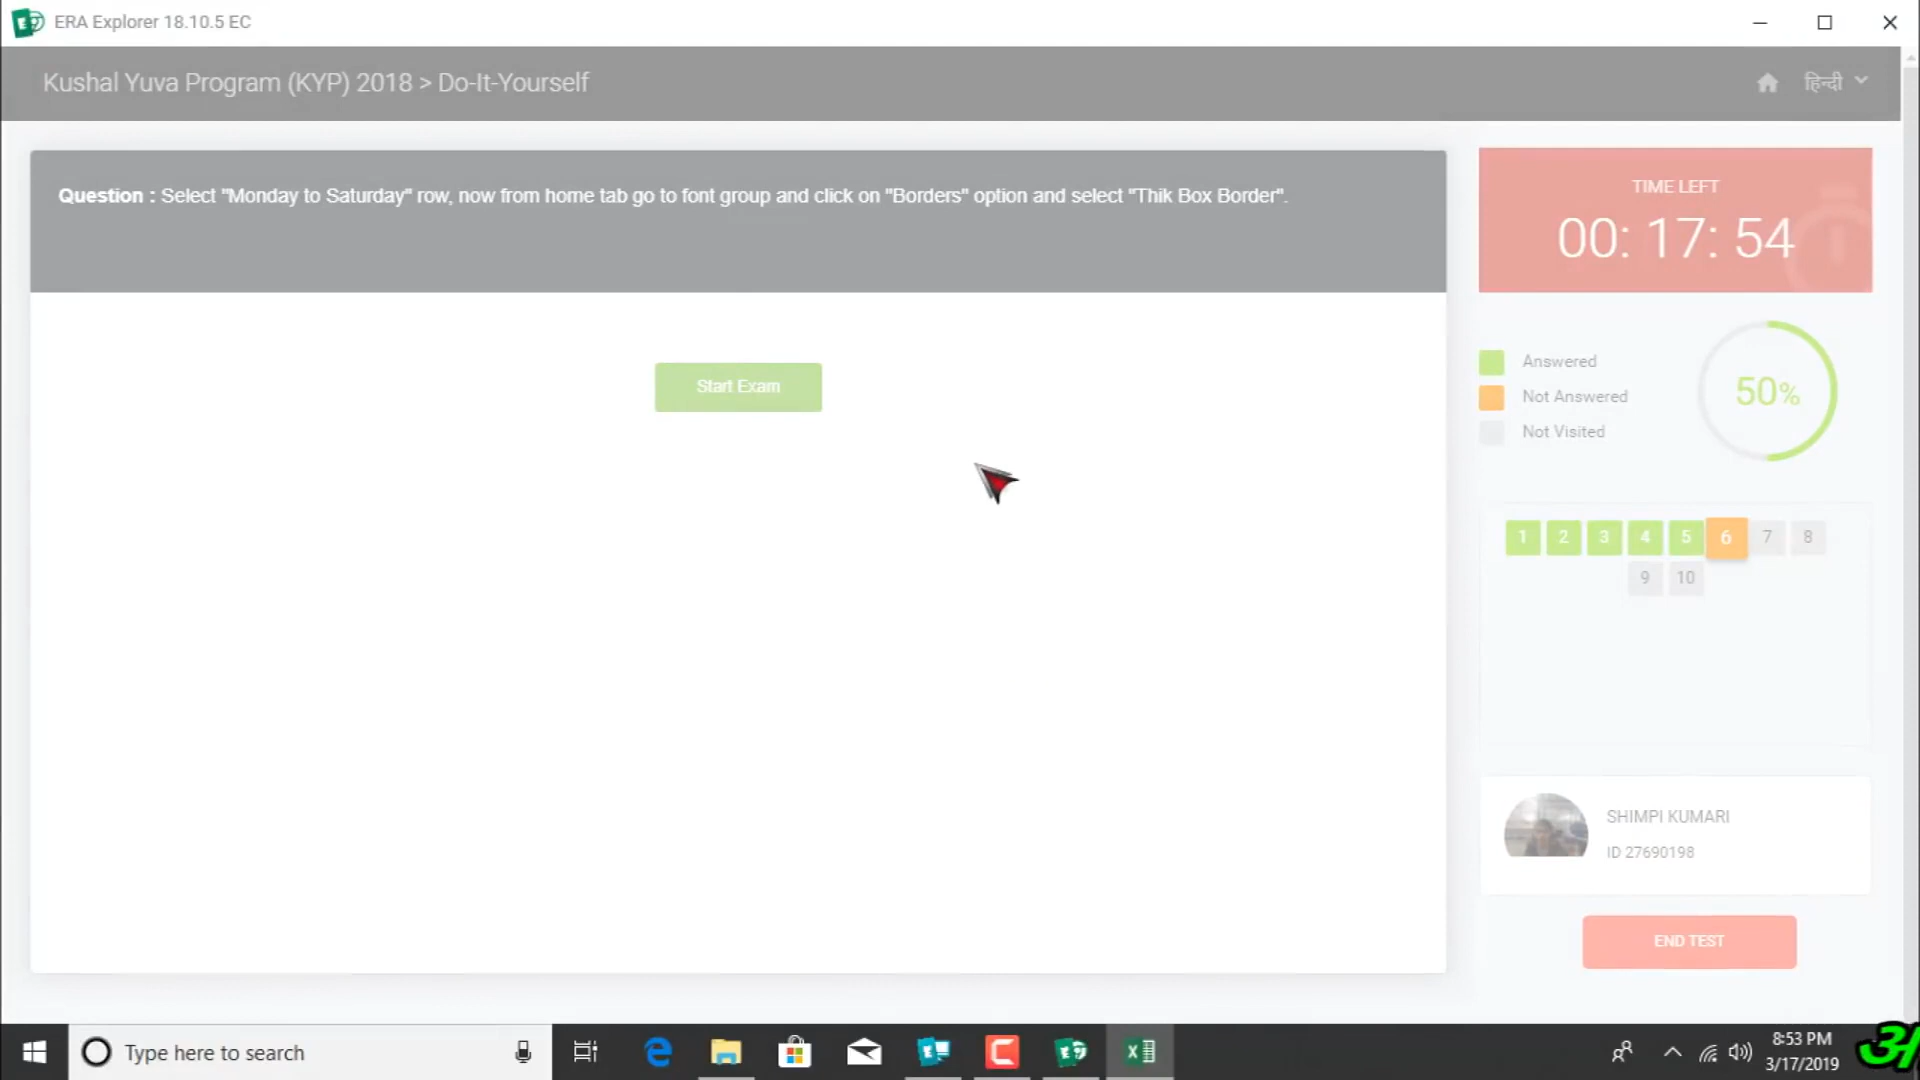 ERA Explorer 18.10.5 EC
Kushal Yuva Program (KYP) 2018 > Do-It-Yourself
हिन्दी
Question : Select "Monday to Saturday" row, now from home tab go to font group and click on "Borders" option and select "Thik Box Border".
Start Exam
TIME LEFT
00: 17: 54
Answered
Not Answered
Not Visited
50%
1 2 3 4 5 6 7 8
9 10
SHIMPI KUMARI
ID 27690198
END TEST
Type here to search
8:53 PM
3/17/2019